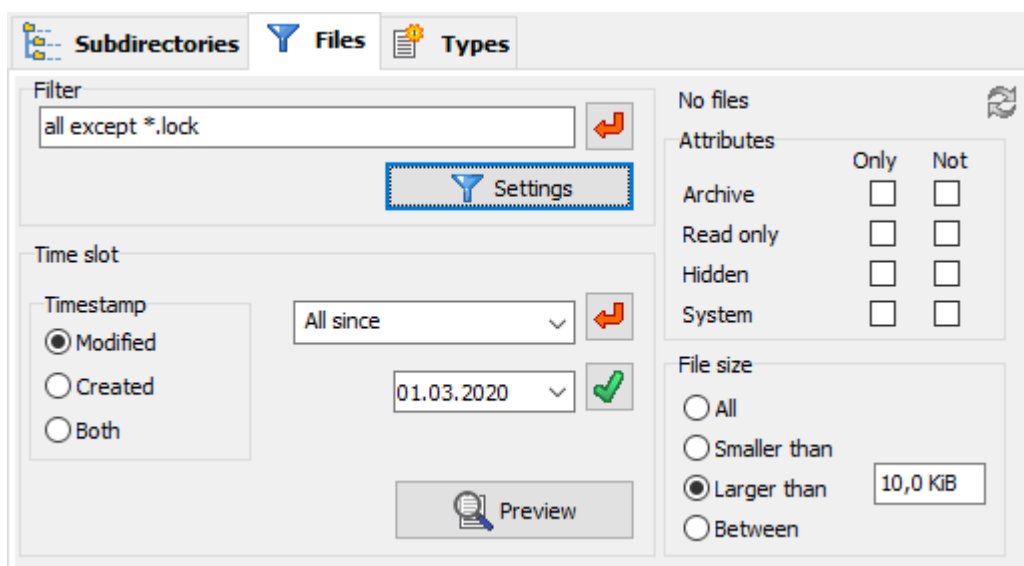 Subdirectories Files Types
Filter
all except *.lock
Settings
Time slot
Timestamp
Modified
Created
Both
All since
01.03.2020
Preview
No files
Attributes
Only Not
Archive
Read only
Hidden
System
File size
All
Smaller than
Larger than 10,0 KiB
Between